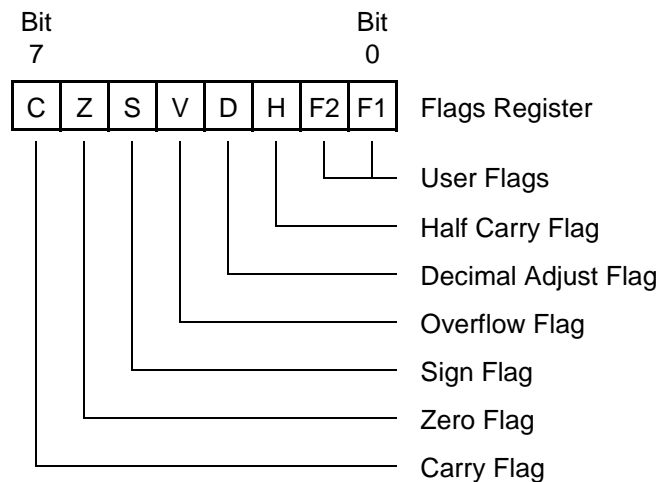 Bit Bit
7 0
C Z S V D H F2 F1 Flags Register
User Flags
Half Carry Flag
Decimal Adjust Flag
Overflow Flag
Sign Flag
Zero Flag
Carry Flag